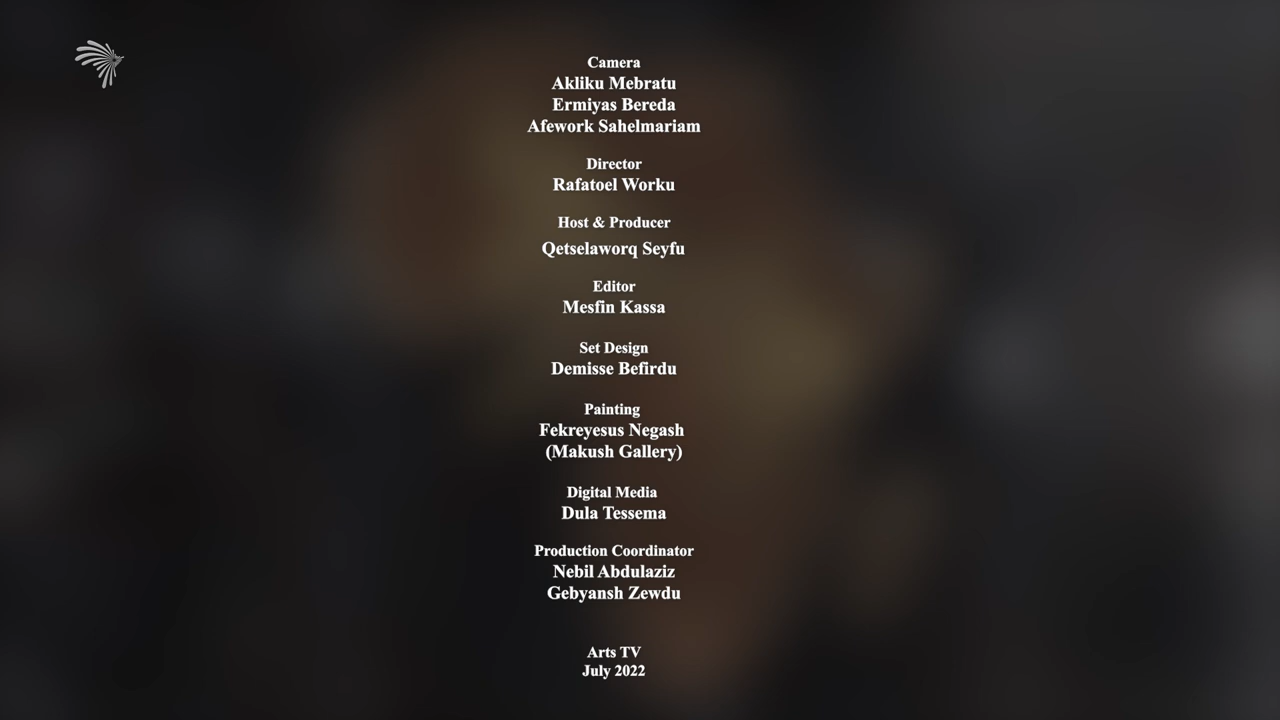 Camera
Akliku Mebratu
Ermiyas Bereda
Afework Sahelmariam
Director
Rafatoel Worku
Host & Producer
Qetselaworq Seyfu
Editor
Mesfin Kassa
Set Design
Demisse Befirdu
Painting
Fekreyesus Negash
(Makush Gallery)
Digital Media
Dula Tessema
Production Coordinator
Nebil Abdulaziz
Gebyansh Zewdu
Arts TV
July 2022